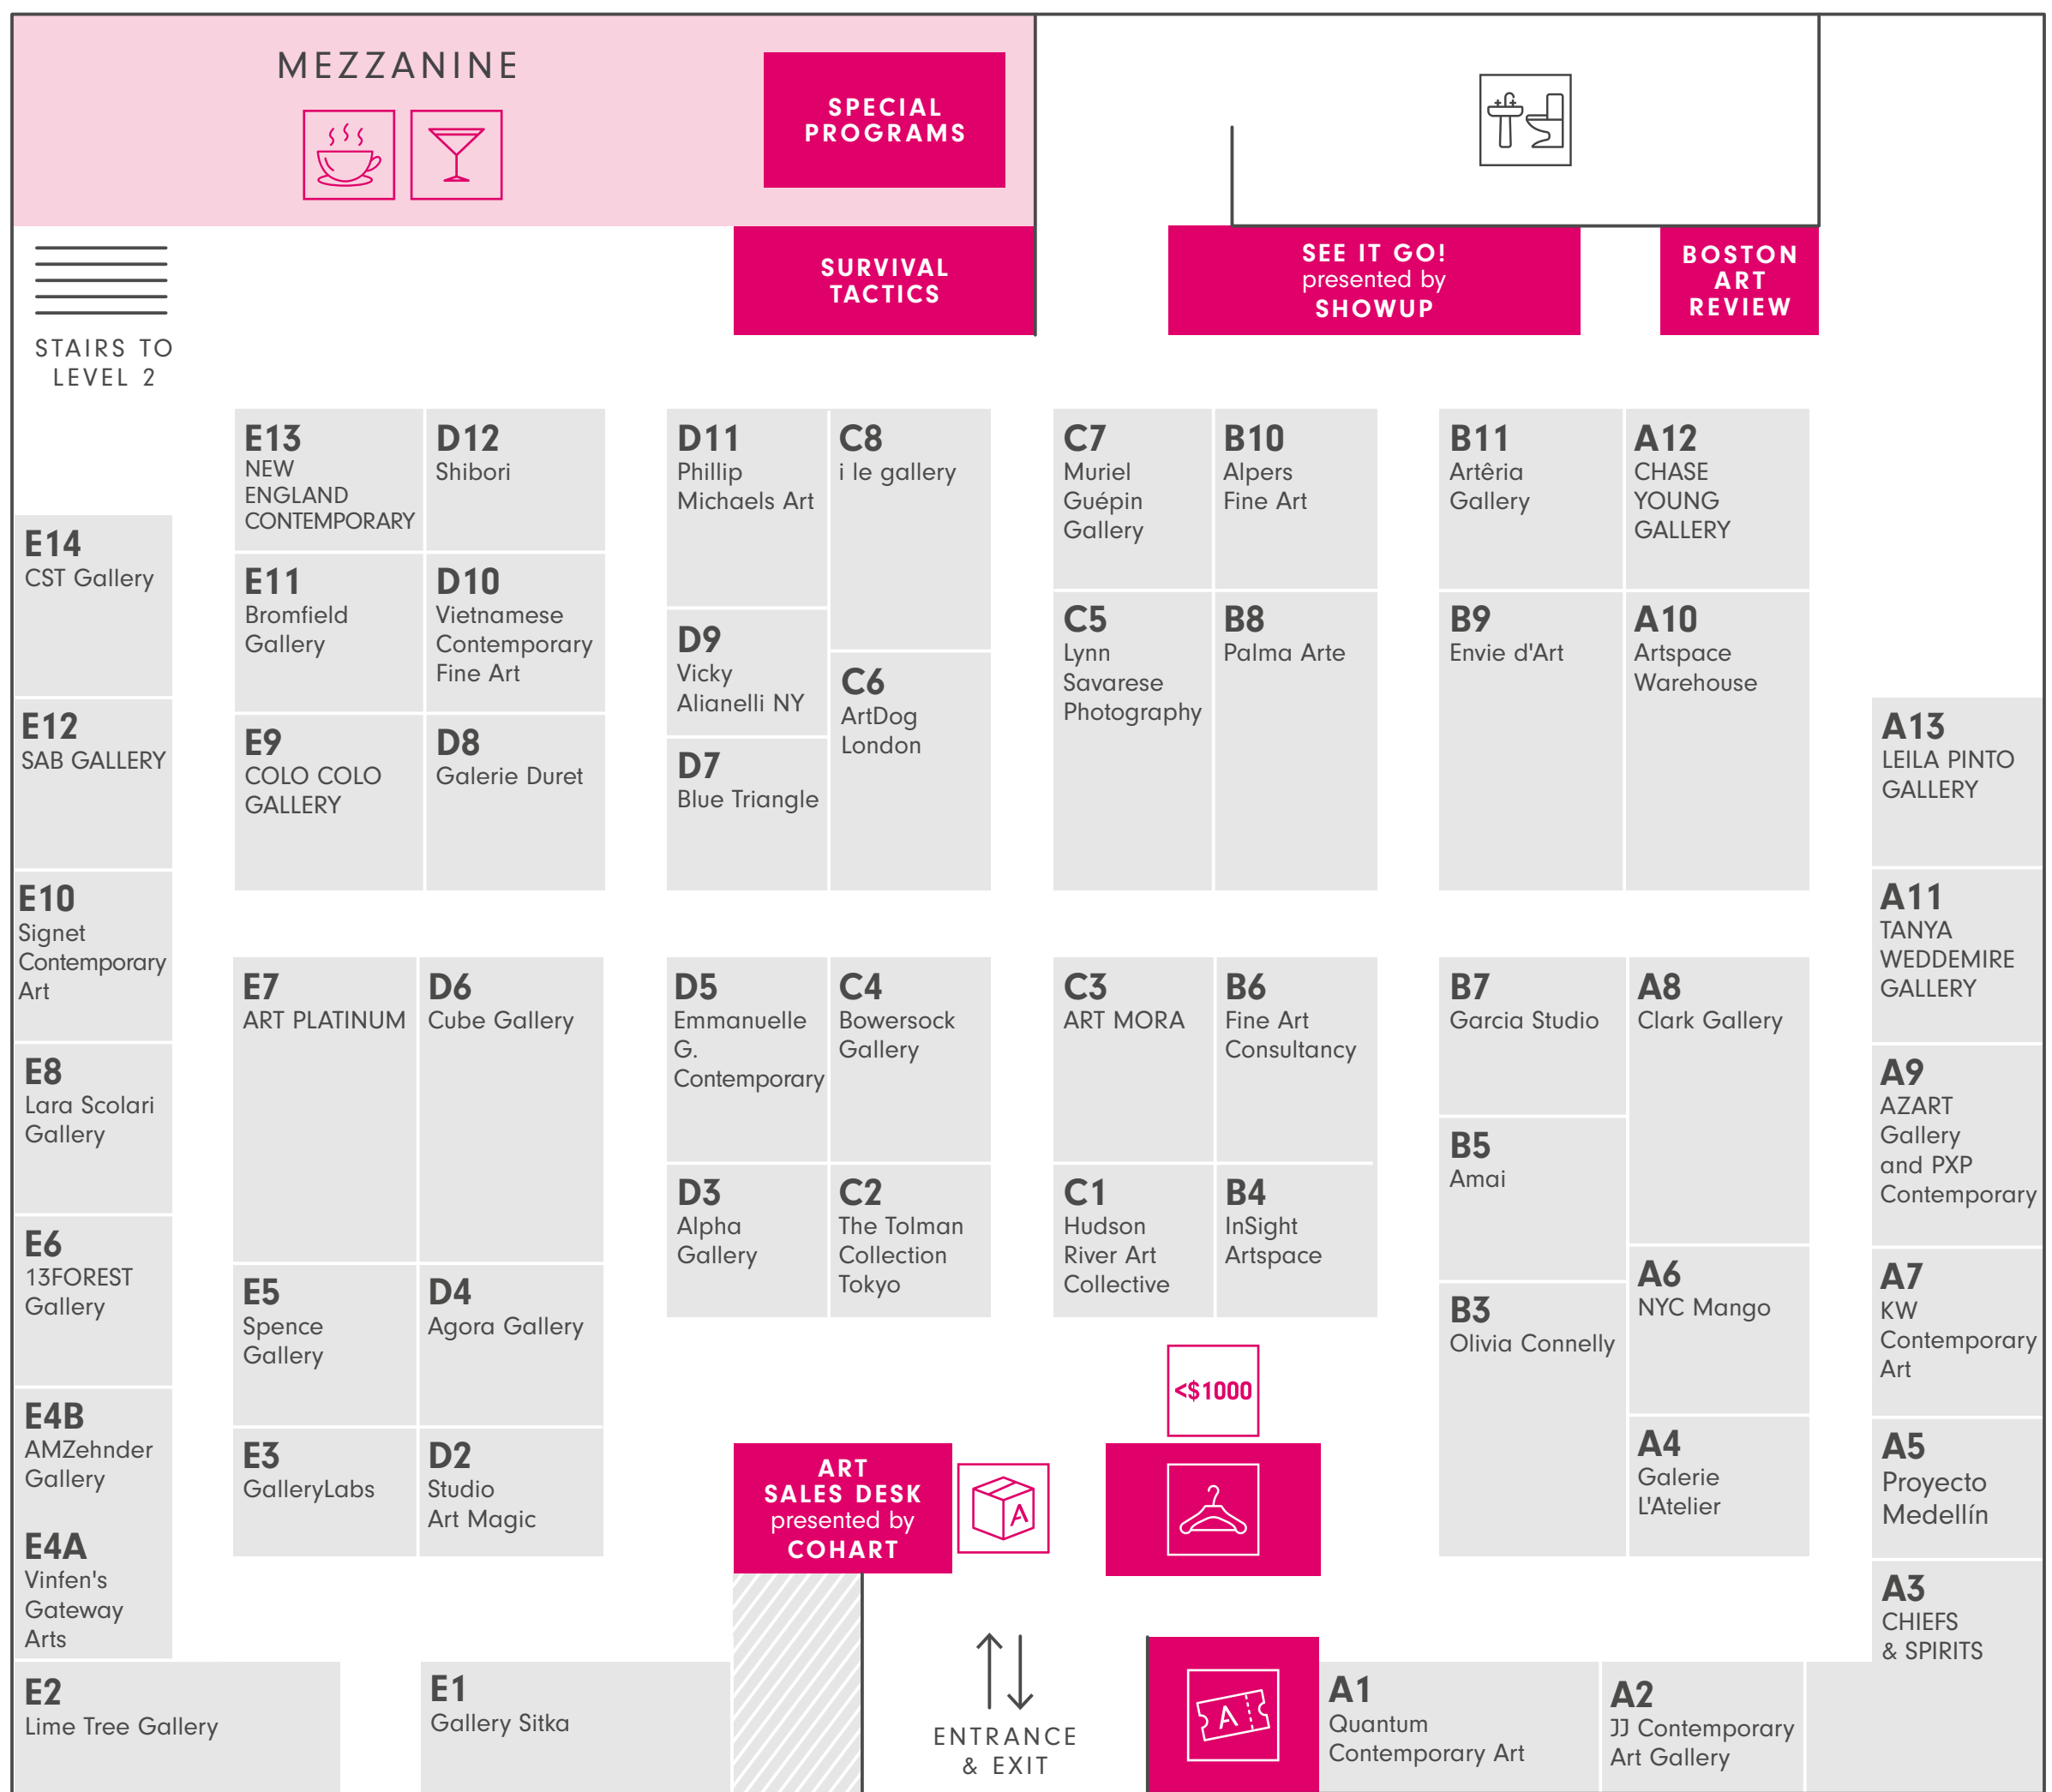 MEZZANINE
SPECIAL
PROGRAMS
SURVIVAL
TACTICS
SEE IT GO!
presented by
SHOWUP
BOSTON
ART
REVIEW
STAIRS TO
LEVEL 2
E13
NEW
ENGLAND
CONTEMPORARY
D12
Shibori
D11
Phillip
Michaels Art
C8
i le gallery
C7
Muriel
Guépin
Gallery
B10
Alpers
Fine Art
B11
Artêria
Gallery
A12
CHASE
YOUNG
GALLERY
E14
CST Gallery
E11
Bromfield
Gallery
D10
Vietnamese
Contemporary
Fine Art
D9
Vicky
Alianelli NY
C6
ArtDog
London
C5
Lynn
Savarese
Photography
B8
Palma Arte
B9
Envie d'Art
A10
Artspace
Warehouse
E12
SAB GALLERY
E9
COLO COLO
GALLERY
D8
Galerie Duret
D7
Blue Triangle
A13
LEILA PINTO
GALLERY
E10
Signet
Contemporary
Art
A11
TANYA
WEDDEMIRE
GALLERY
E7
ART PLATINUM
D6
Cube Gallery
D5
Emmanuelle
G.
Contemporary
C4
Bowersock
Gallery
C3
ART MORA
B6
Fine Art
Consultancy
B7
Garcia Studio
A8
Clark Gallery
E8
Lara Scolari
Gallery
A9
AZART
Gallery
and PXP
Contemporary
B5
Amai
D3
Alpha
Gallery
C2
The Tolman
Collection
Tokyo
C1
Hudson
River Art
Collective
B4
InSight
Artspace
E6
13FOREST
Gallery
E5
Spence
Gallery
D4
Agora Gallery
B3
Olivia Connelly
A6
NYC Mango
A7
KW
Contemporary
Art
<$1000
E4B
AMZehnder
Gallery
E3
GalleryLabs
D2
Studio
Art Magic
ART
SALES DESK
presented by
COHART
A
A4
Galerie
L'Atelier
A5
Proyecto
Medellín
E4A
Vinfen's
Gateway
Arts
A3
CHIEFS
& SPIRITS
E2
Lime Tree Gallery
E1
Gallery Sitka
ENTRANCE
& EXIT
A
A1
Quantum
Contemporary Art
A2
JJ Contemporary
Art Gallery